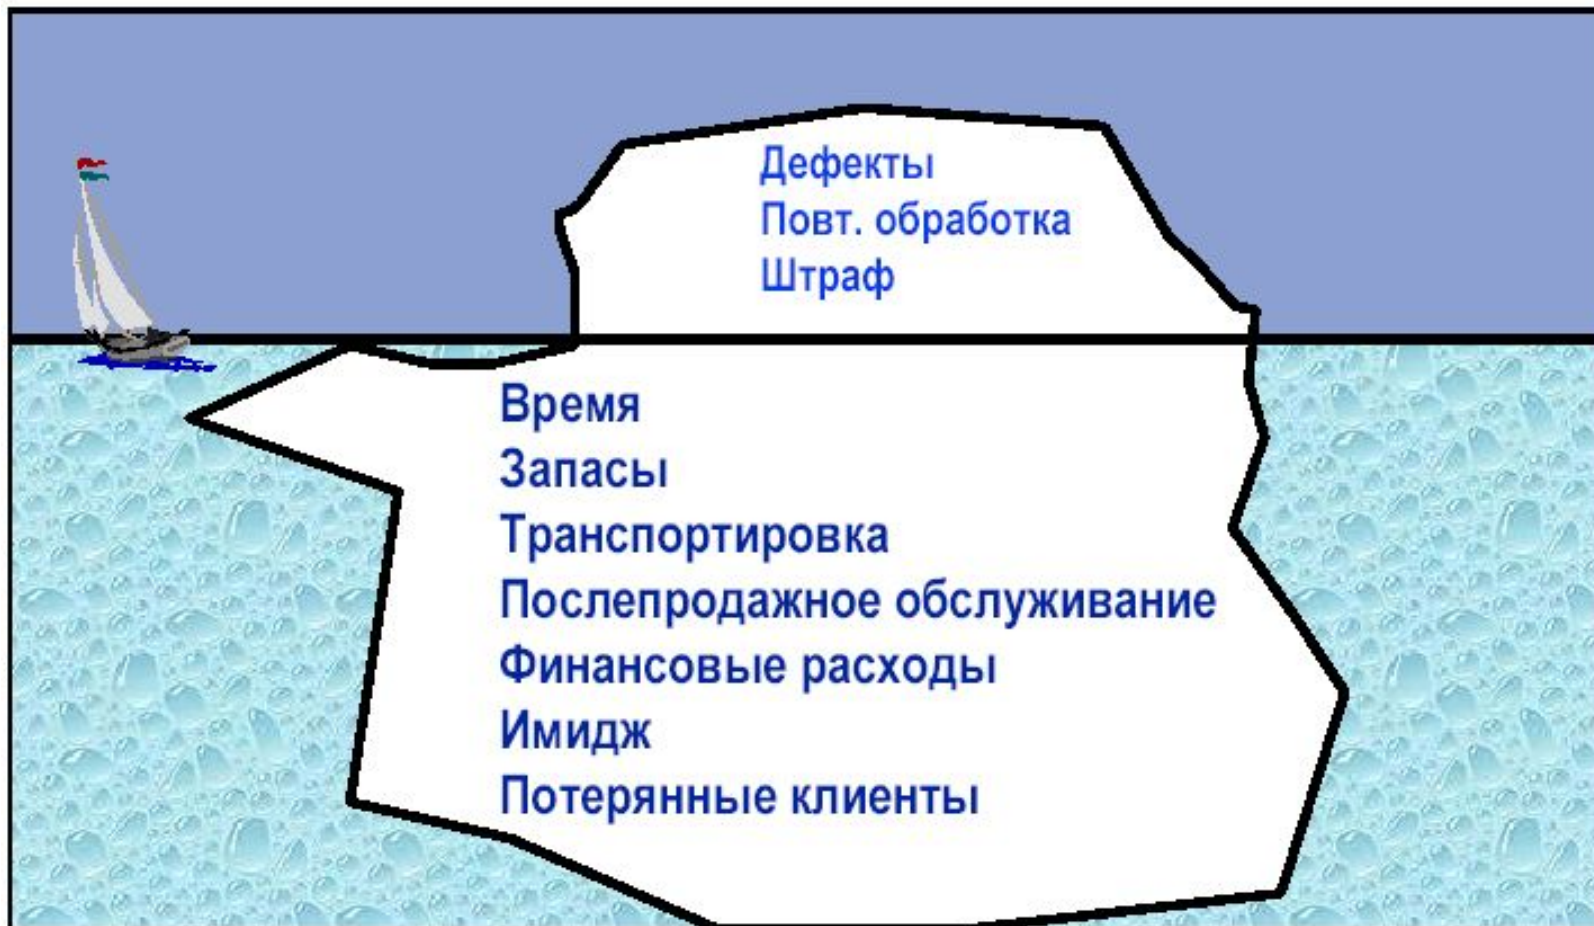 Дефекты
Повт. обработка
Штраф
Время
Запасы
Транспортировка
Послепродажное обслуживание
Финансовые расходы
Имидж
Потерянные клиенты